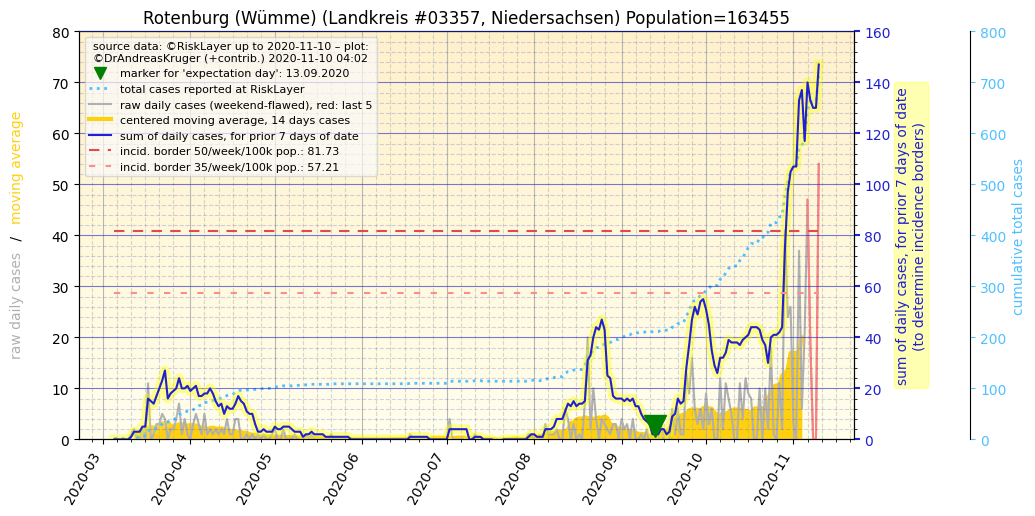 Rotenburg (Wümme) (Landkreis #03357, Niedersachsen) Population=163455
source data: ©RiskLayer up to 2020-11-10 – plot:
©DrAndreasKruger (+contrib.) 2020-11-10 04:02
marker for 'expectation day': 13.09.2020
total cases reported at RiskLayer
raw daily cases (weekend-flawed), red: last 5
centered moving average, 14 days cases
sum of daily cases, for prior 7 days of date
incid. border 50/week/100k pop.: 81.73
incid. border 35/week/100k pop.: 57.21
raw daily cases / moving average
80
70
60
50
40
30
20
10
0
2020-03
2020-04
2020-05
2020-06
2020-07
2020-08
2020-09
2020-10
2020-11
160
140
120
100
80
60
40
20
0
sum of daily cases, for prior 7 days of date
(to determine incidence borders)
800
700
600
500
400
300
200
100
0
cumulative total cases